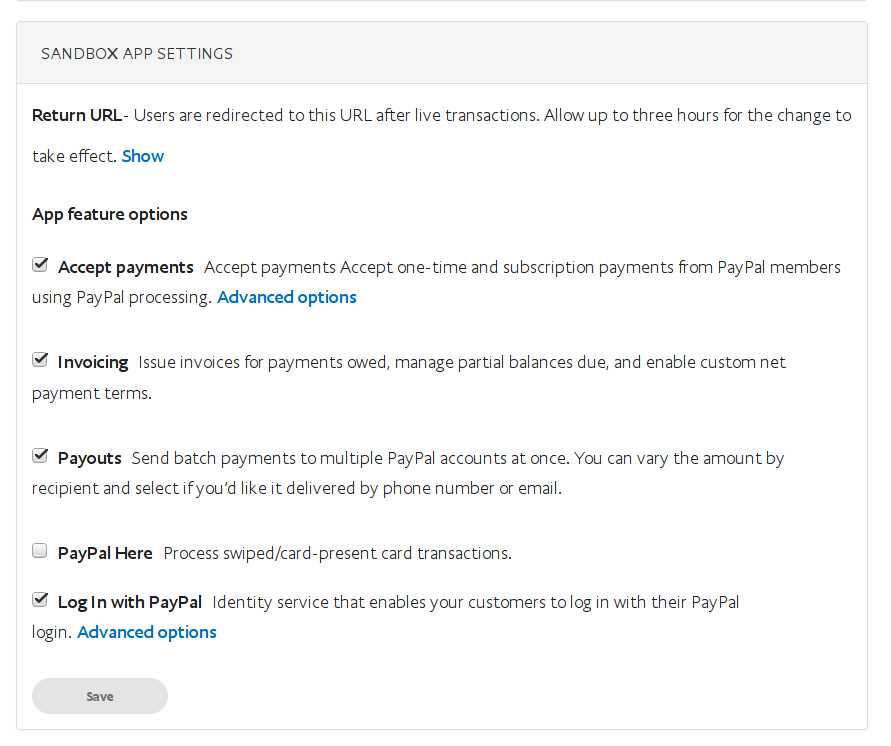 SANDBOX APP SETTINGS
Return URL- Users are redirected to this URL after live transactions. Allow up to three hours for the change to
take effect. Show
App feature options
Accept payments Accept payments Accept one-time and subscription payments from PayPal members
using PayPal processing. Advanced options
Invoicing Issue invoices for payments owed, manage partial balances due, and enable custom net
payment terms.
Payouts Send batch payments to multiple PayPal accounts at once. You can vary the amount by
recipient and select if you'd like it delivered by phone number or email.
PayPal Here Process swiped/card-present card transactions.
Log In with PayPal Identity service that enables your customers to log in with their PayPal
login. Advanced options
Save